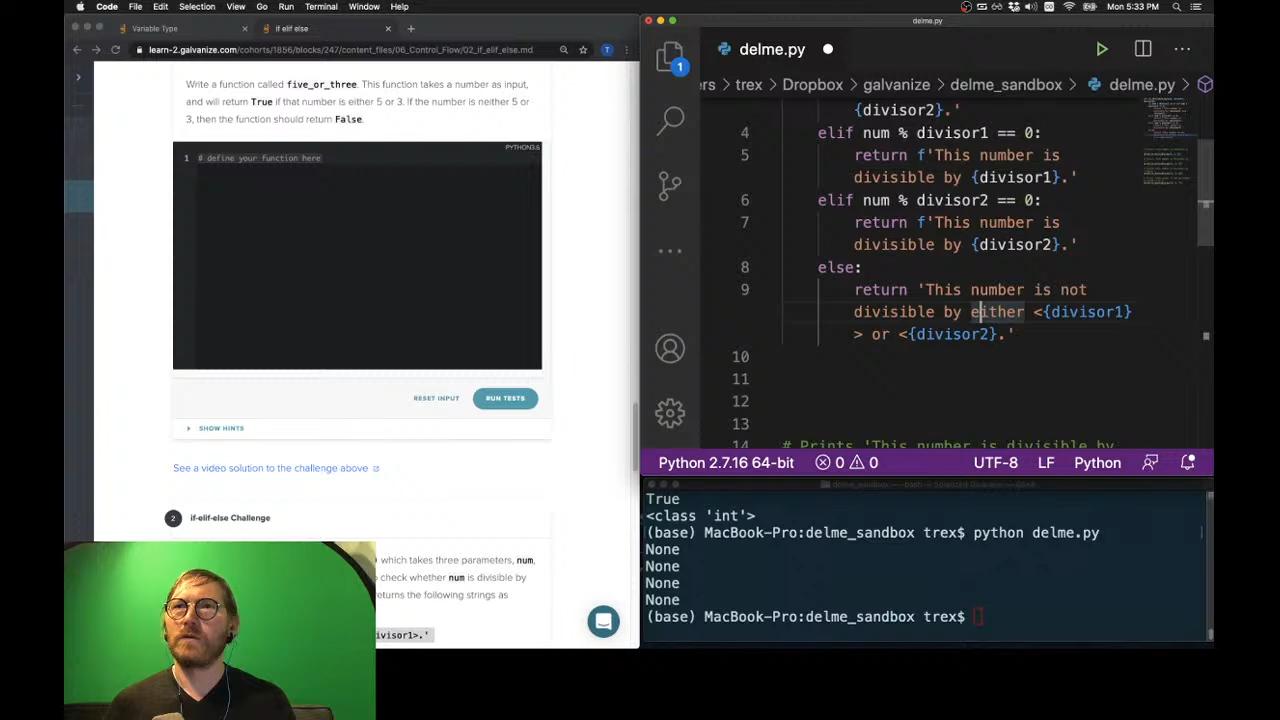 Code File Edit Selection View Go Run Terminal Window Help
Mon 5:33 PM
Variable Type
if elif else
learn-2.galvanize.com/cohorts/1856/blocks/247/content_files/06_Control_Flow/02_if_elif_else.md
T
Write a function called five_or_three. This function takes a number as input,
and will return True if that number is either 5 or 3. If the number is neither 5 or
3, then the function should return False.
PYTHON3.5
1 # define your function here
RESET INPUT
RUN TESTS
SHOW HINTS
See a video solution to the challenge above
2 if-elif-else Challenge
which takes three parameters, num,
to check whether num is divisible by
returns the following strings as
ivisor1>.'
delme.py
delme.py
1
ers > trex > Dropbox > galvanize > delme_sandbox > delme.py >
{divisor2}.'
4 elif num % divisor1 == 0:
5 return f'This number is
divisible by {divisor1}.'
6 elif num % divisor2 == 0:
7 return f'This number is
divisible by {divisor2}.'
8 else:
9 return 'This number is not
divisible by either <{divisor1}
> or <{divisor2}.'
10
11
12
13
14 # Prints 'This number is divisible by
Python 2.7.16 64-bit
0
0
UTF-8
LF
Python
True
<class 'int'>
(base) MacBook-Pro:delme_sandbox trex$ python delme.py
None
None
None
None
(base) MacBook-Pro:delme_sandbox trex$